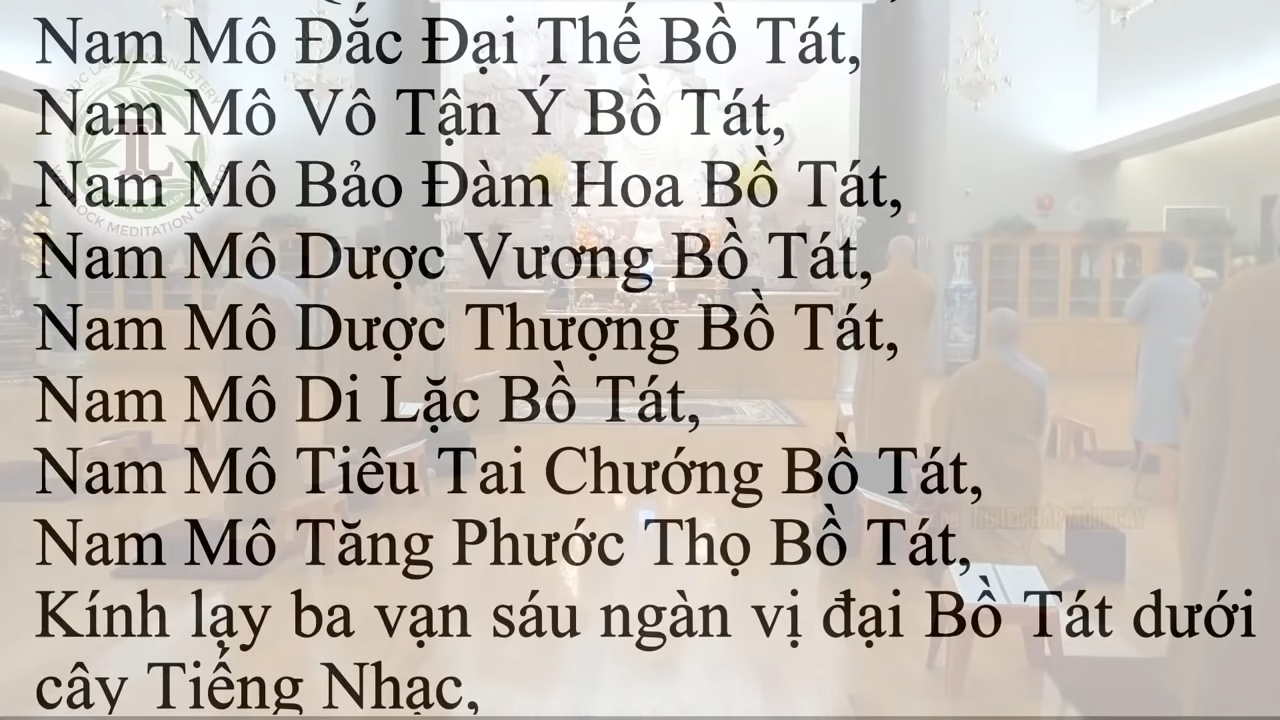 Nam Mô Đắc Đại Thế Bồ Tát,
Nam Mô Vô Tận Ý Bồ Tát,
Nam Mô Bảo Đàm Hoa Bồ Tát,
Nam Mô Dược Vương Bồ Tát,
Nam Mô Dược Thượng Bồ Tát,
Nam Mô Di Lặc Bồ Tát,
Nam Mô Tiêu Tai Chướng Bồ Tát,
Nam Mô Tăng Phước Thọ Bồ Tát,
Kính lạy ba vạn sáu ngàn vị đại Bồ Tát dưới
cây Tiếng Nhạc,
TL
MEDITATION